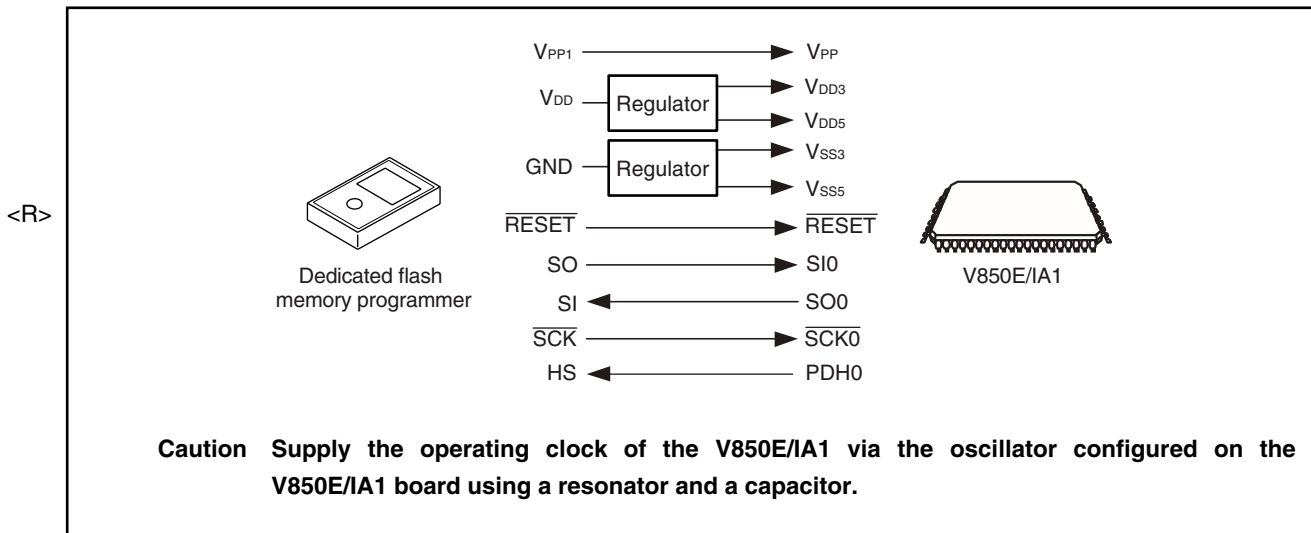 VPP1 VPP
VDD Regulator VDD3
VDD5
GND Regulator VSS3
VSS5
<R>
RESET RESET
SO SI0
SI SO0
SCK SCK0
HS PDH0
Dedicated flash
memory programmer
V850E/IA1
Caution Supply the operating clock of the V850E/IA1 via the oscillator configured on the
V850E/IA1 board using a resonator and a capacitor.